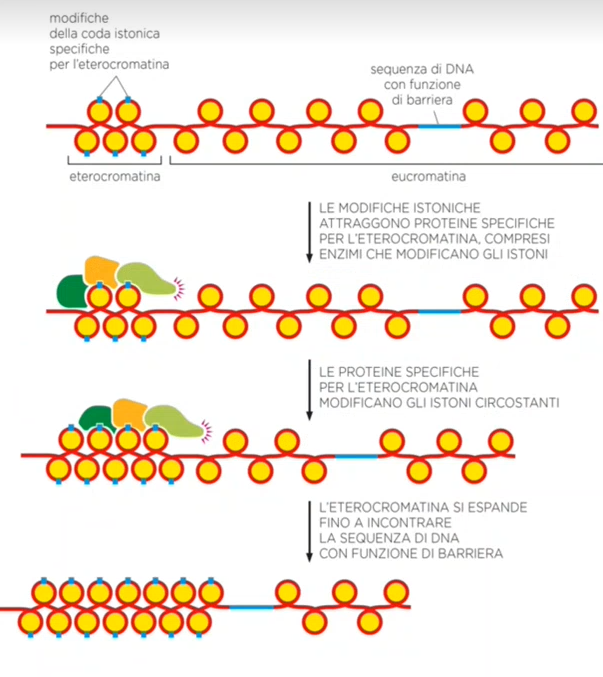 modifiche
della coda istonica
specifiche
per l'eterocromatina
sequenza di DNA
con funzione
di barriera
eterocromatina
eucromatina
LE MODIFICHE ISTONICHE
ATTRAGGONO PROTEINE SPECIFICHE
PER L'ETEROCROMATINA, COMPRESI
ENZIMI CHE MODIFICANO GLI ISTONI
LE PROTEINE SPECIFICHE
PER L'ETEROCROMATINA
MODIFICANO GLI ISTONI CIRCOSTANTI
L'ETEROCROMATINA SI ESPANDE
FINO A INCONTRARE
LA SEQUENZA DI DNA
CON FUNZIONE DI BARRIERA